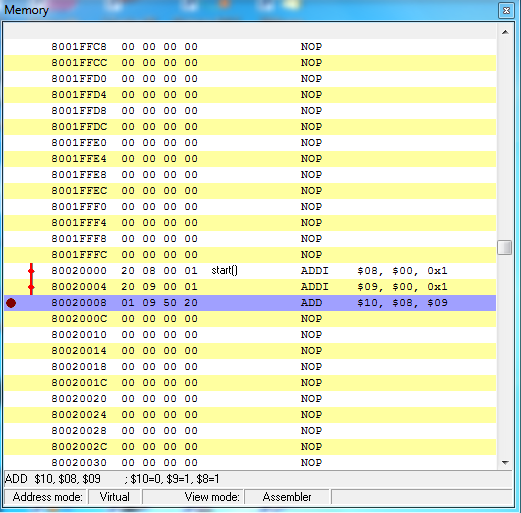 Memory
8001FFC8 00 00 00 00 NOP
8001FFCC 00 00 00 00 NOP
8001FFD0 00 00 00 00 NOP
8001FFD4 00 00 00 00 NOP
8001FFD8 00 00 00 00 NOP
8001FFDC 00 00 00 00 NOP
8001FFE0 00 00 00 00 NOP
8001FFE4 00 00 00 00 NOP
8001FFE8 00 00 00 00 NOP
8001FFEC 00 00 00 00 NOP
8001FFF0 00 00 00 00 NOP
8001FFF4 00 00 00 00 NOP
8001FFF8 00 00 00 00 NOP
8001FFFC 00 00 00 00 NOP
80020000 20 08 00 01 start() ADDI $08, $00, 0x1
80020004 20 09 00 01 ADDI $09, $00, 0x1
80020008 01 09 50 20 ADD $10, $08, $09
8002000C 00 00 00 00 NOP
80020010 00 00 00 00 NOP
80020014 00 00 00 00 NOP
80020018 00 00 00 00 NOP
8002001C 00 00 00 00 NOP
80020020 00 00 00 00 NOP
80020024 00 00 00 00 NOP
80020028 00 00 00 00 NOP
8002002C 00 00 00 00 NOP
80020030 00 00 00 00 NOP
ADD $10, $08, $09 ; $10=0, $9=1, $8=1
Address mode: Virtual View mode: Assembler